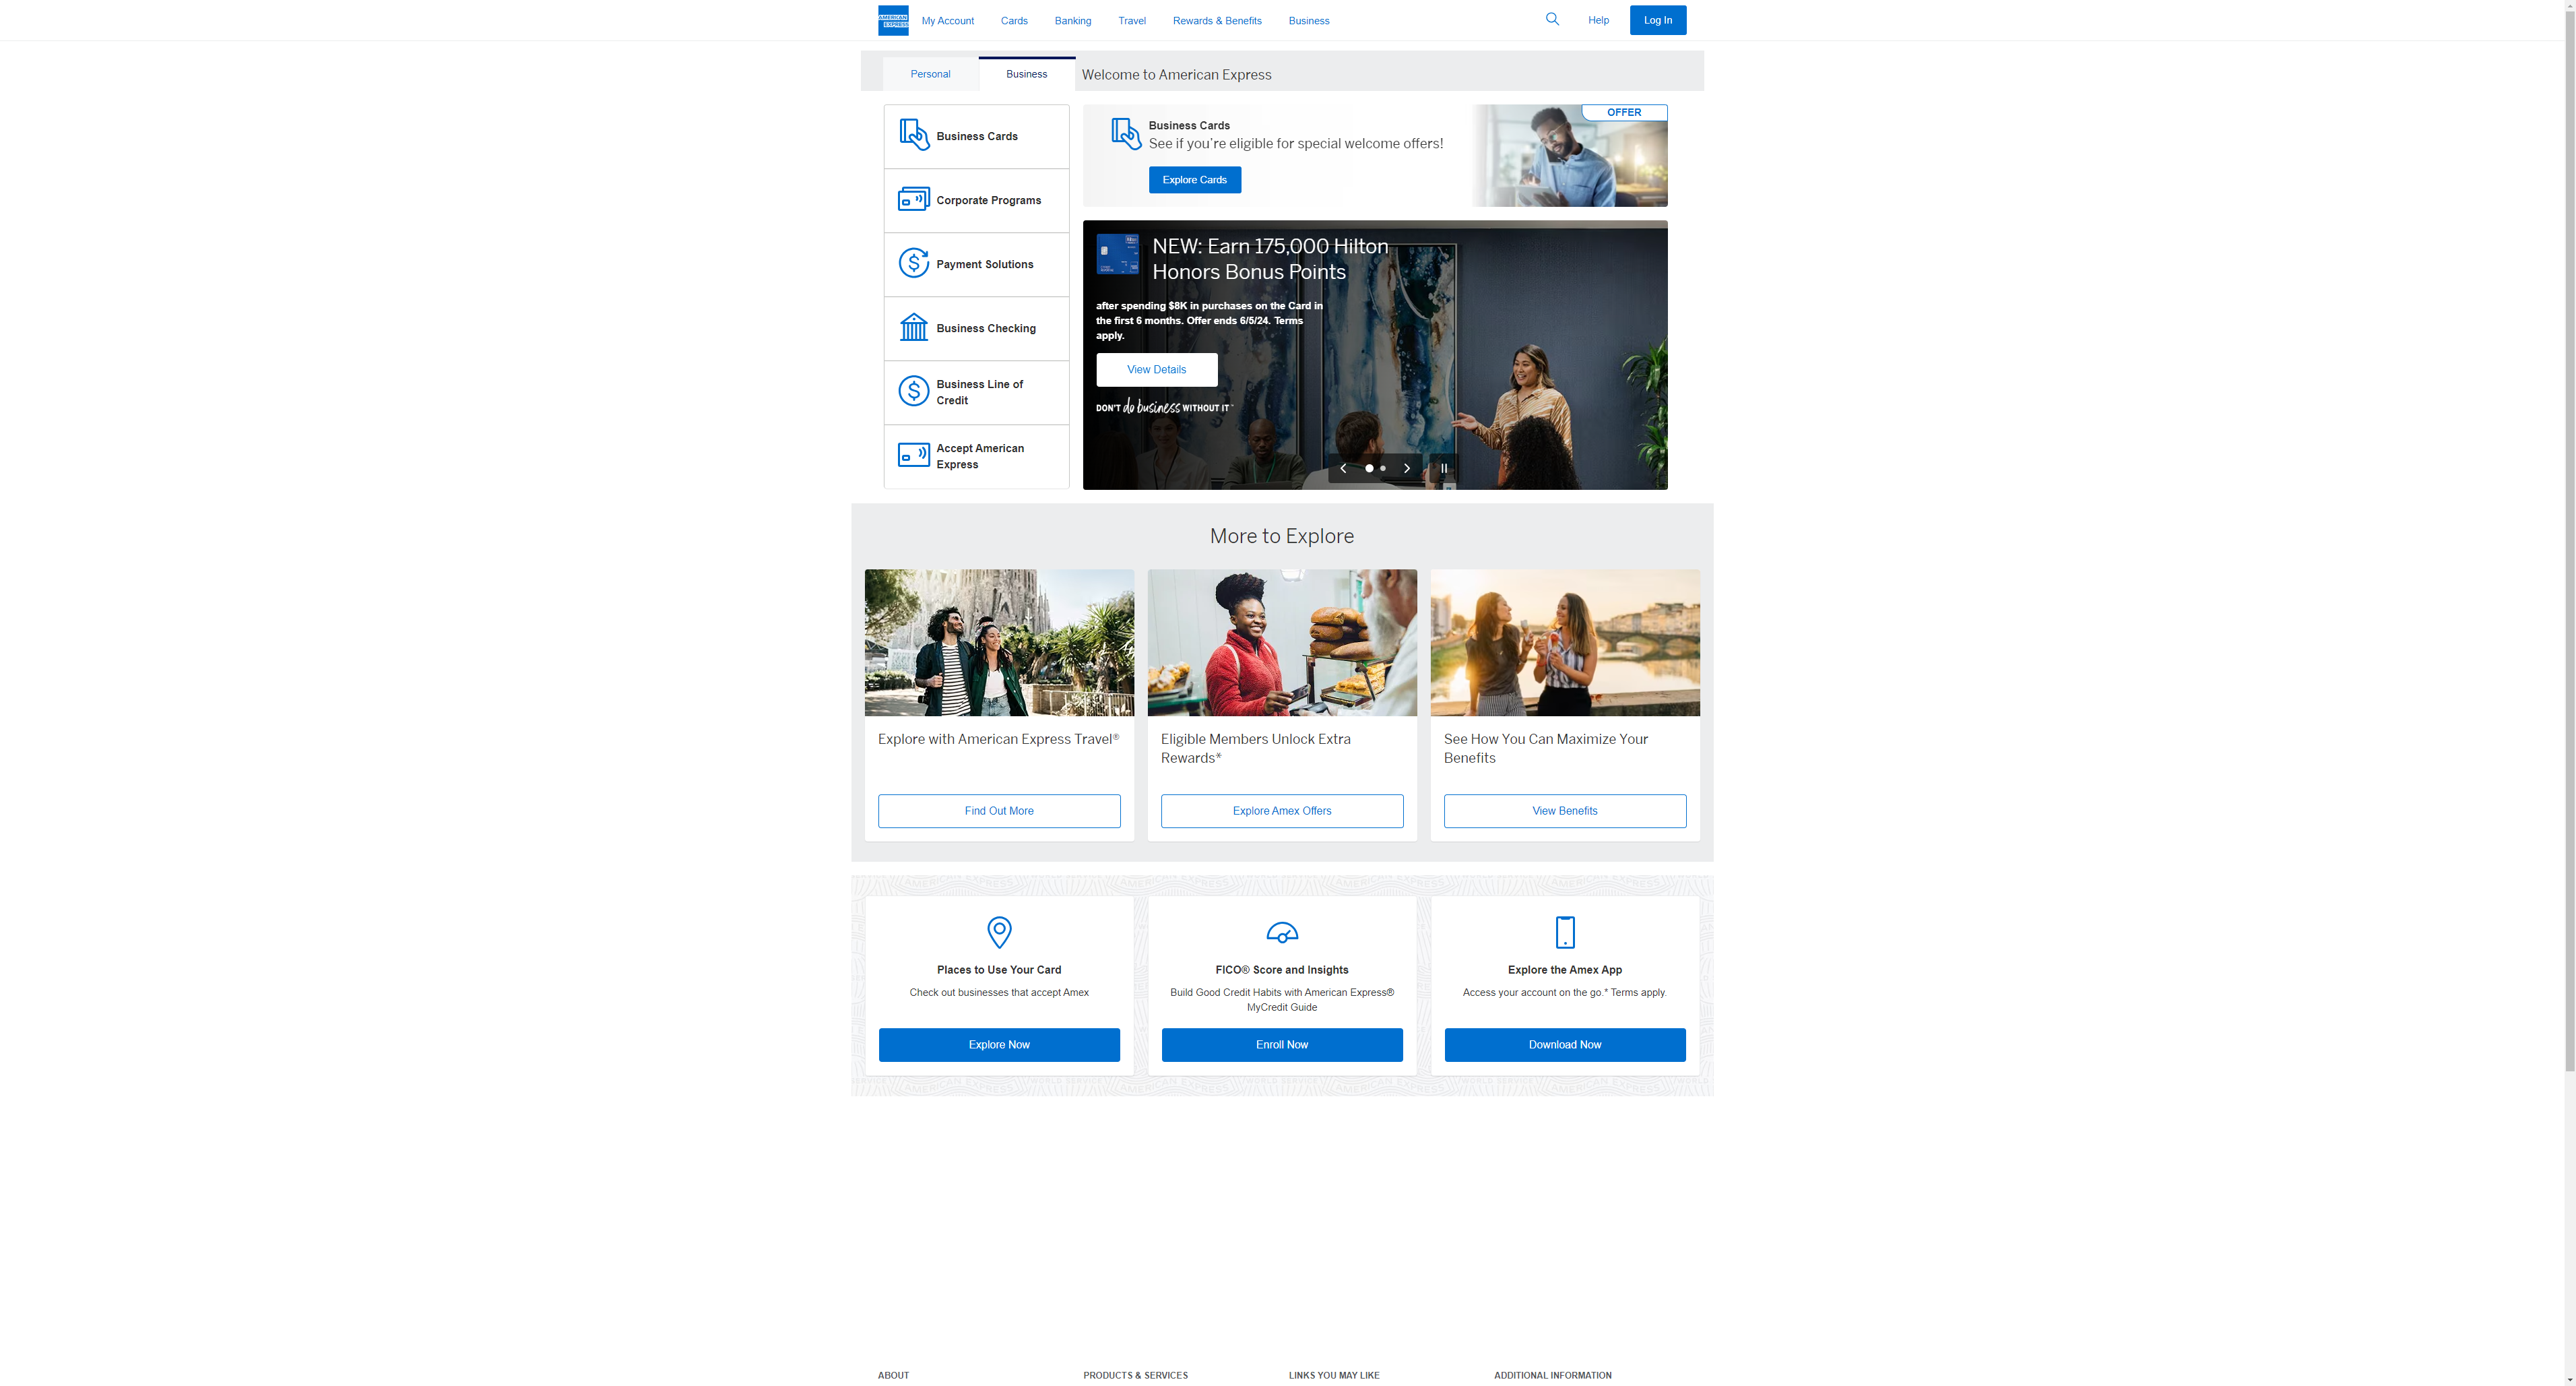 AMERICAN
EXPRESS
My Account
Cards
Banking
Travel
Rewards & Benefits
Business
Help
Log In
Personal
Business
Welcome to American Express
Business Cards
Corporate Programs
Payment Solutions
Business Checking
Business Line of
Credit
Accept American
Express
OFFER
Business Cards
See if you're eligible for special welcome offers!
Explore Cards
NEW: Earn 175,000 Hilton
Honors Bonus Points
after spending $8K in purchases on the Card in
the first 6 months. Offer ends 6/5/24. Terms
apply.
View Details
DON'T do business WITHOUT IT™
More to Explore
Explore with American Express Travel®
Find Out More
Eligible Members Unlock Extra
Rewards*
Explore Amex Offers
See How You Can Maximize Your
Benefits
View Benefits
Places to Use Your Card
Check out businesses that accept Amex
Explore Now
FICO® Score and Insights
Build Good Credit Habits with American Express®
MyCredit Guide
Enroll Now
Explore the Amex App
Access your account on the go.* Terms apply.
Download Now
ABOUT
PRODUCTS & SERVICES
LINKS YOU MAY LIKE
ADDITIONAL INFORMATION